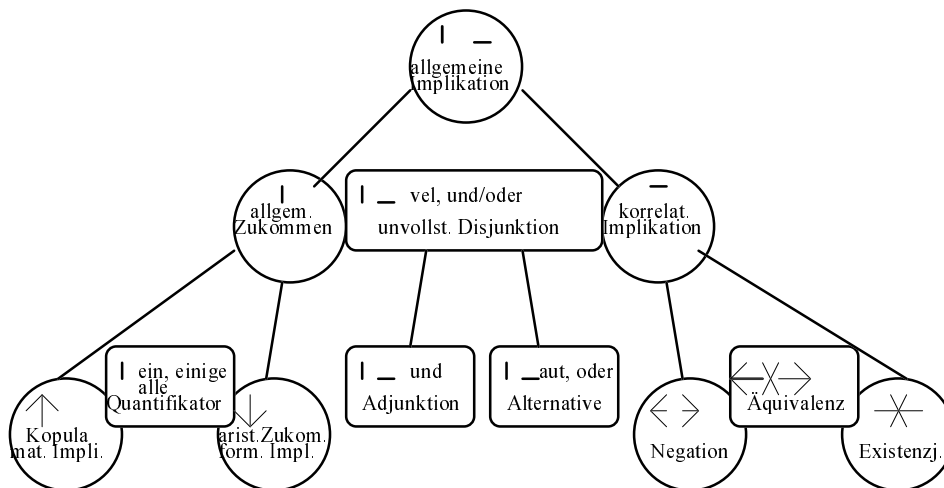 allgemeine
Implikation
allgem.
Zukommen
vel, und/oder
unvollst. Disjunktion
korrelat.
Implikation
ein, einige
alle
Quantifikator
und
Adjunktion
aut, oder
Alternative
Äquivalenz
Kopula
mat. Impli.
arist.Zukom.
form. Impl.
Negation
Existenzj.